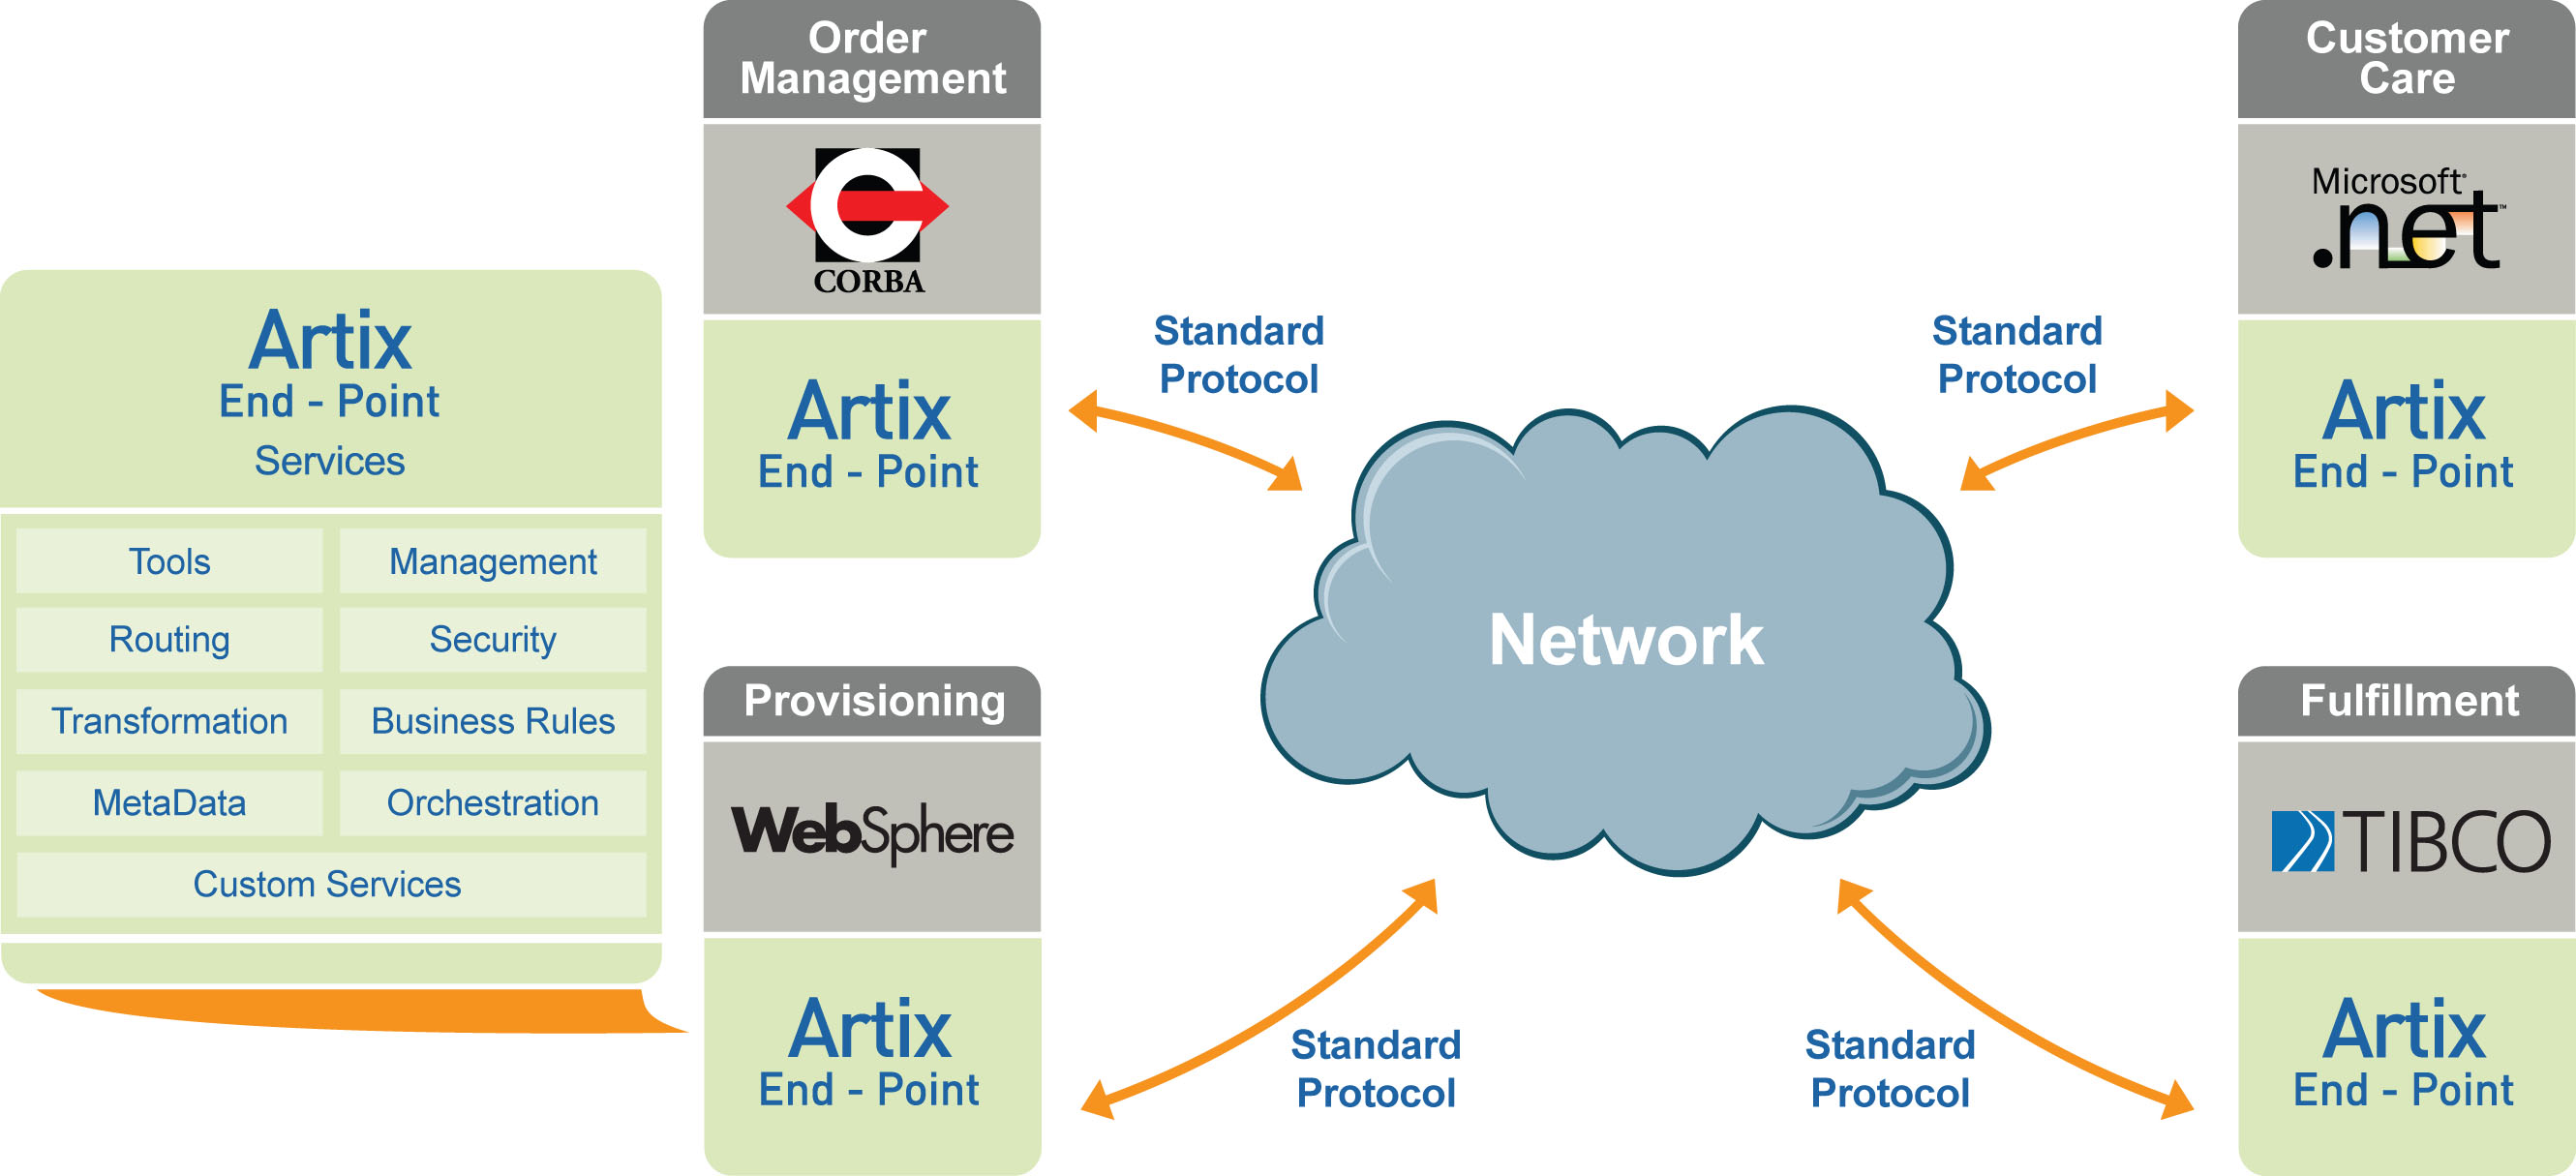 Artix
End - Point
Services
Tools
Management
Routing
Security
Transformation
Business Rules
MetaData
Orchestration
Custom Services
Order
Management
CORBA
Artix
End - Point
Provisioning
WebSphere
Artix
End - Point
Standard
Protocol
Standard
Protocol
Network
Standard
Protocol
Standard
Protocol
Customer
Care
Microsoft®
.net™
Artix
End - Point
Fulfillment
TIBCO
Artix
End - Point